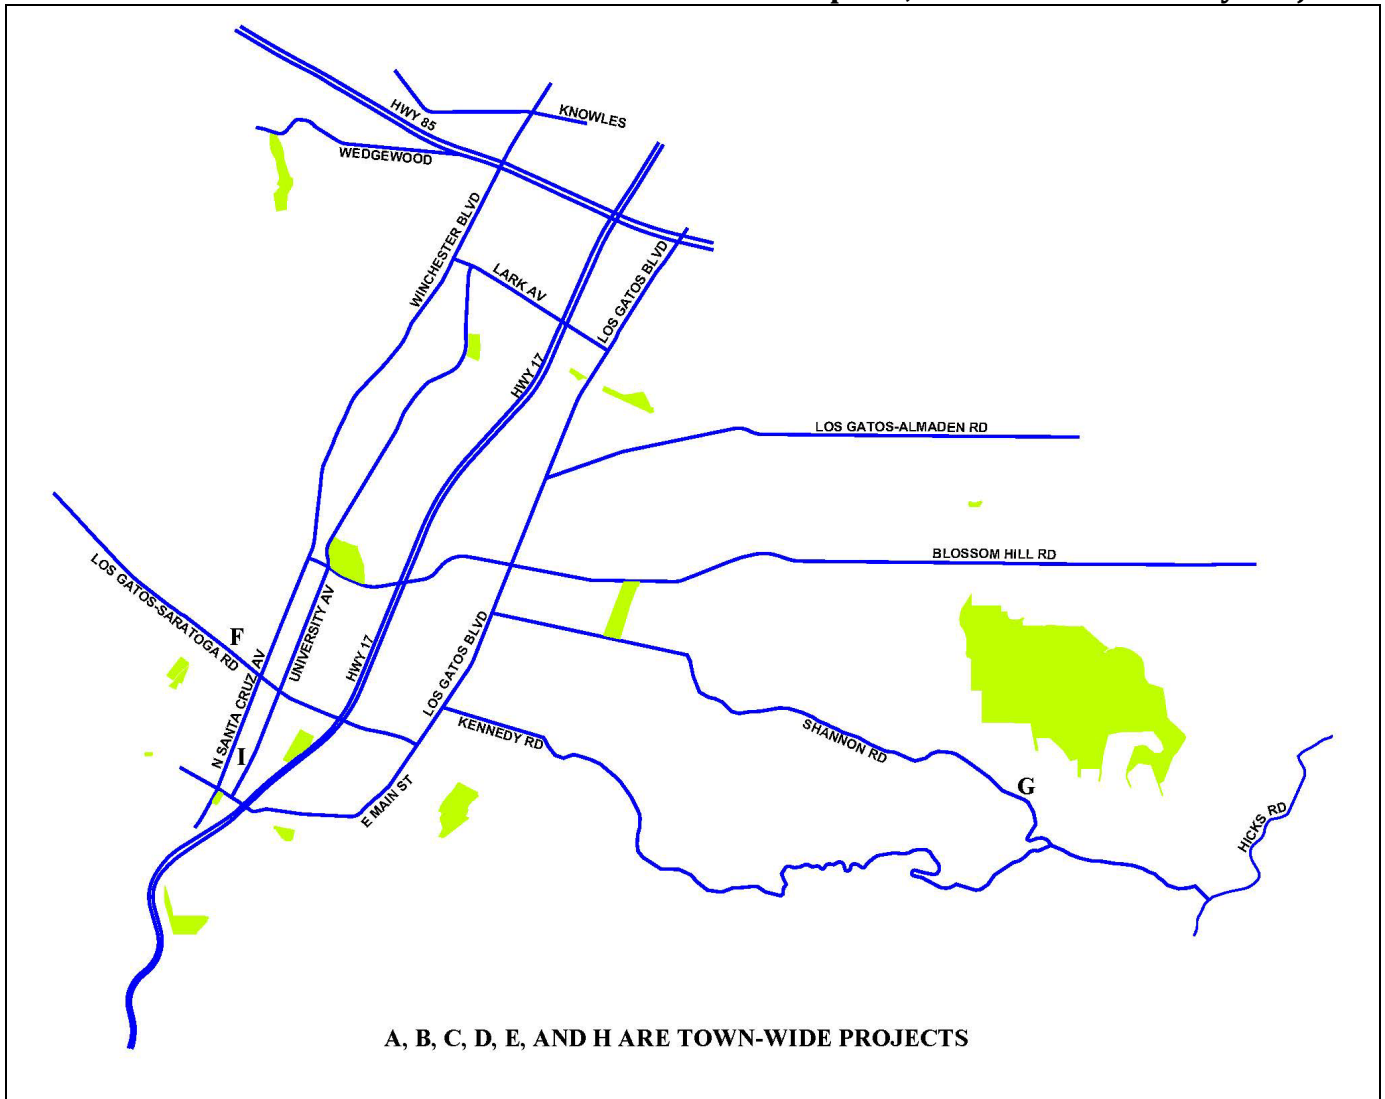 KNOWLES
HWY 85
WEDGEWOOD
WINCHESTER BLVD
LARK AV
LOS GATOS BLVD
HWY 17
LOS GATOS-ALMADEN RD
BLOSSOM HILL RD
LOS GATOS-SARATOGA RD
F
UNIVERSITY AV
HWY 17
N SANTA CRUZ AV
LOS GATOS BLVD
KENNEDY RD
SHANNON RD
I
G
E MAIN ST
HICKS RD
A, B, C, D, E, AND H ARE TOWN-WIDE PROJECTS